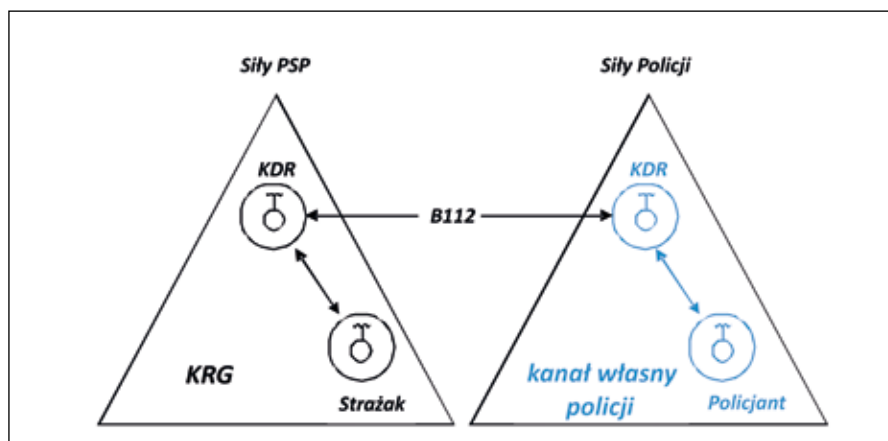 Siły PSP
Siły Policji
KDR
KDR
B112
KRG
kanał własny
policji
Strażak
Policjant